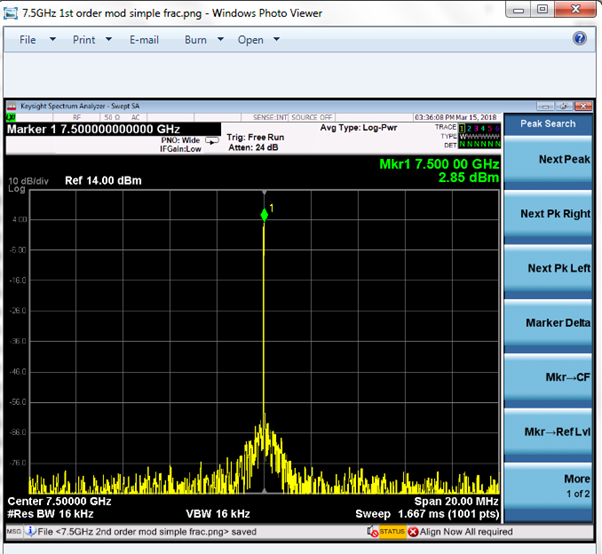 7.5GHz 1st order mod simple frac.png - Windows Photo Viewer
File Print E-mail Burn Open
Keysight Spectrum Analyzer - Swept SA
LXI RF 50 Ω AC SENSE:INT SOURCE OFF 03:36:08 PM Mar 15, 2018
Marker 1 7.500000000000 GHz
PNO: Wide
IFGain:Low
Trig: Free Run
Atten: 24 dB
Avg Type: Log-Pwr
TRACE 1 2 3 4 5 6
TYPE
DET N N N N N N
Mkr1 7.500 00 GHz
2.85 dBm
10 dB/div Ref 14.00 dBm
Log
1
4.00
-6.00
-16.0
-26.0
-36.0
-46.0
-56.0
-66.0
-76.0
Center 7.50000 GHz Span 20.00 MHz
#Res BW 16 kHz VBW 16 kHz Sweep 1.667 ms (1001 pts)
MSG File <7.5GHz 2nd order mod simple frac.png> saved STATUS Align Now All required
Peak Search
Next Peak
Next Pk Right
Next Pk Left
Marker Delta
Mkr→CF
Mkr→Ref Lvl
More
1 of 2